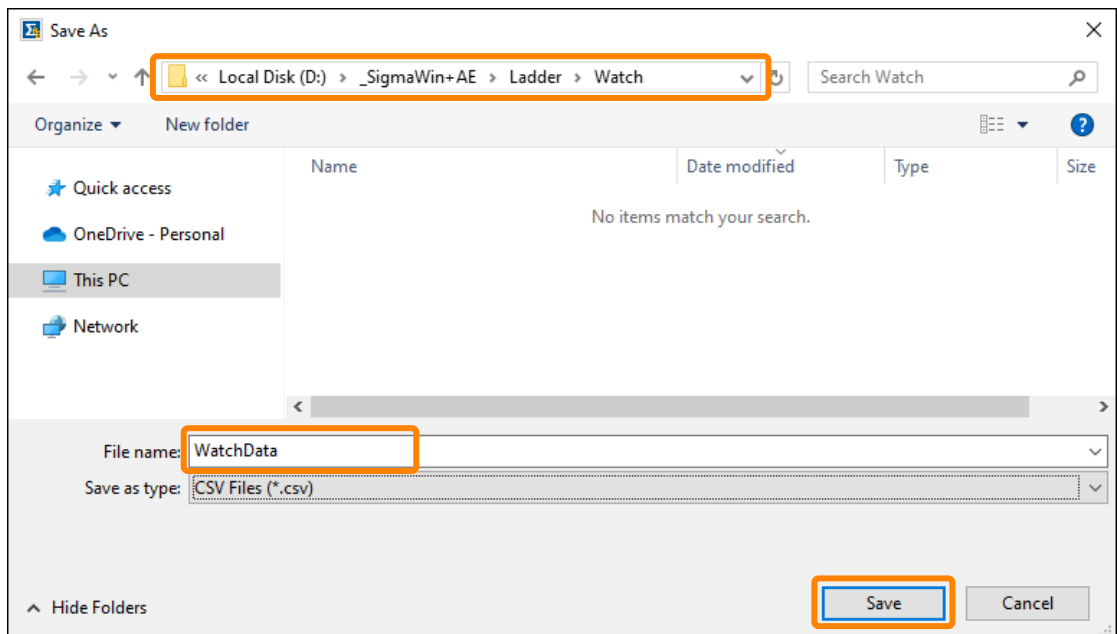 Save As
« Local Disk (D:) › _SigmaWin+AE › Ladder › Watch
Search Watch
Organize
New folder
Name Date modified Type Size
Quick access
OneDrive - Personal
This PC
Network
No items match your search.
File name: WatchData
Save as type: CSV Files (*.csv)
Hide Folders
Save
Cancel